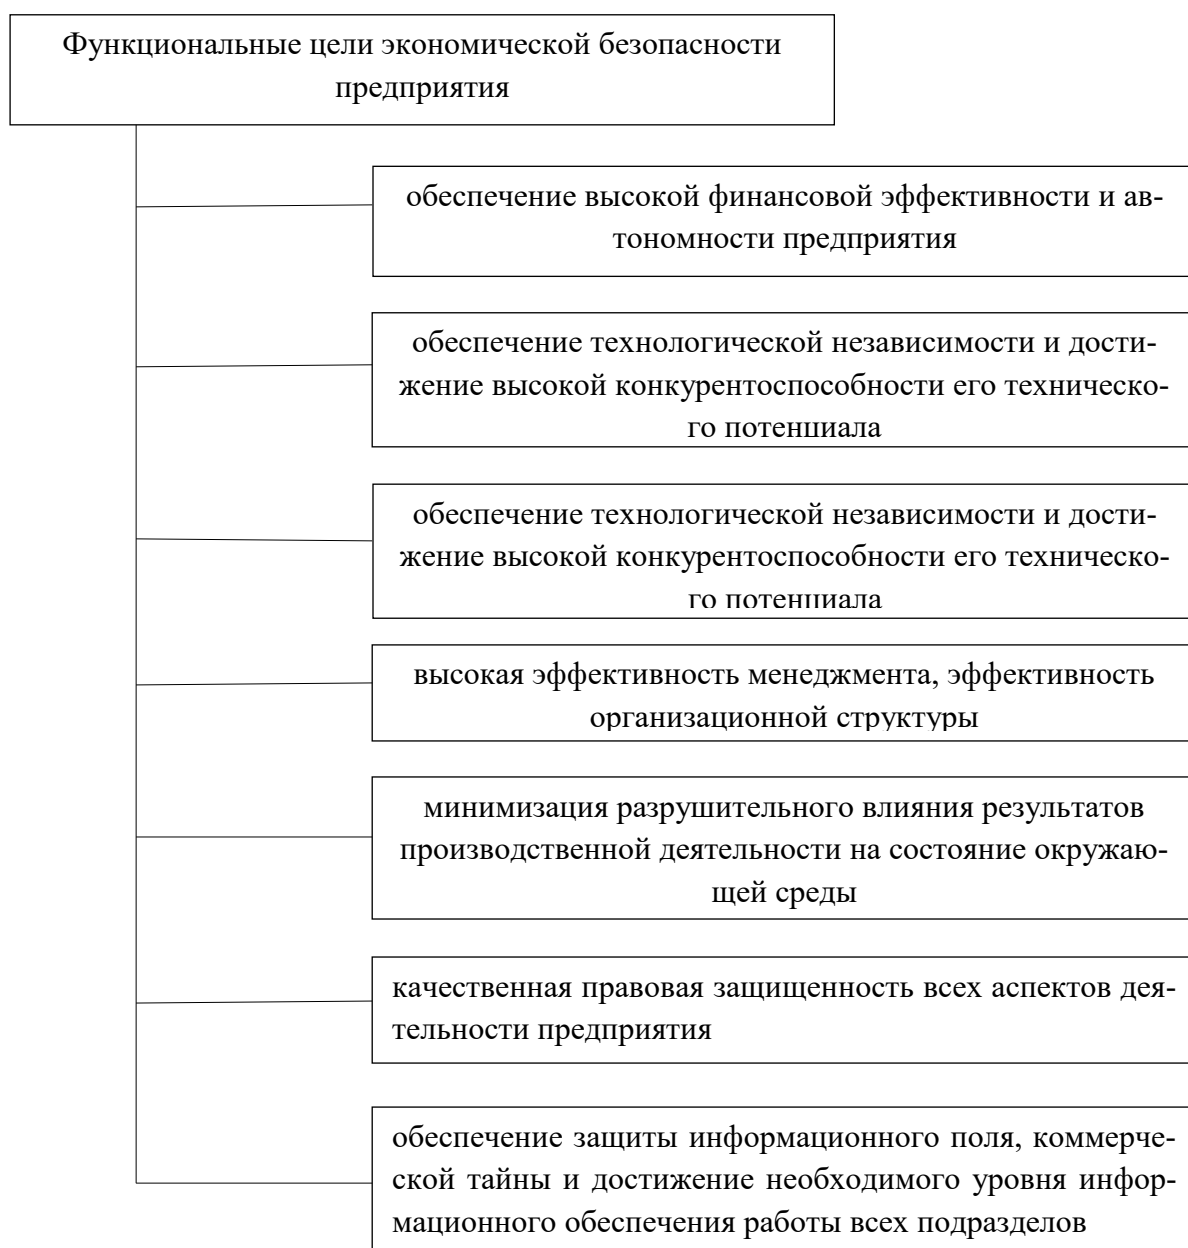 Функциональные цели экономической безопасности
предприятия
обеспечение высокой финансовой эффективности и ав-
тономности предприятия
обеспечение технологической независимости и дости-
жение высокой конкурентоспособности его техническо-
го потенциала
обеспечение технологической независимости и дости-
жение высокой конкурентоспособности его техническо-
го потенциала
высокая эффективность менеджмента, эффективность
организационной структуры
минимизация разрушительного влияния результатов
производственной деятельности на состояние окружаю-
щей среды
качественная правовая защищенность всех аспектов дея-
тельности предприятия
обеспечение защиты информационного поля, коммерче-
ской тайны и достижение необходимого уровня инфор-
мационного обеспечения работы всех подразделов